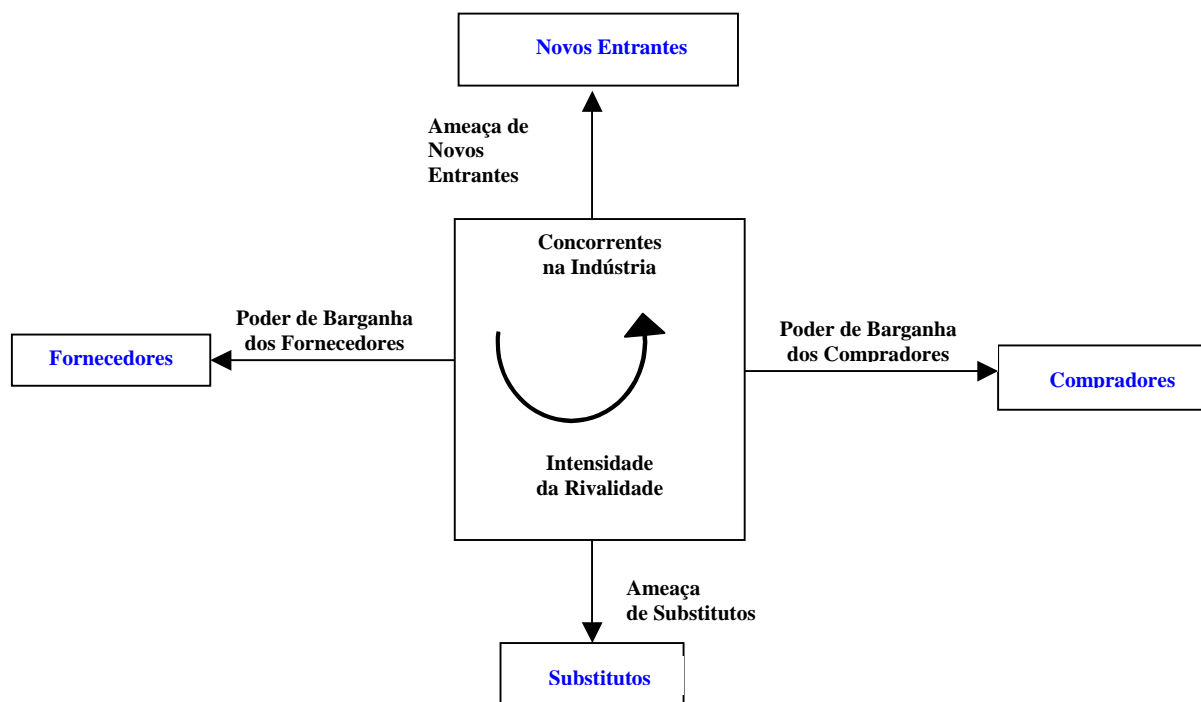 Novos Entrantes
Ameaça de
Novos
Entrantes
Concorrentes
na Indústria
Poder de Barganha
dos Fornecedores
Poder de Barganha
dos Compradores
Fornecedores
Compradores
Intensidade
da Rivalidade
Ameaça
de Substitutos
Substitutos